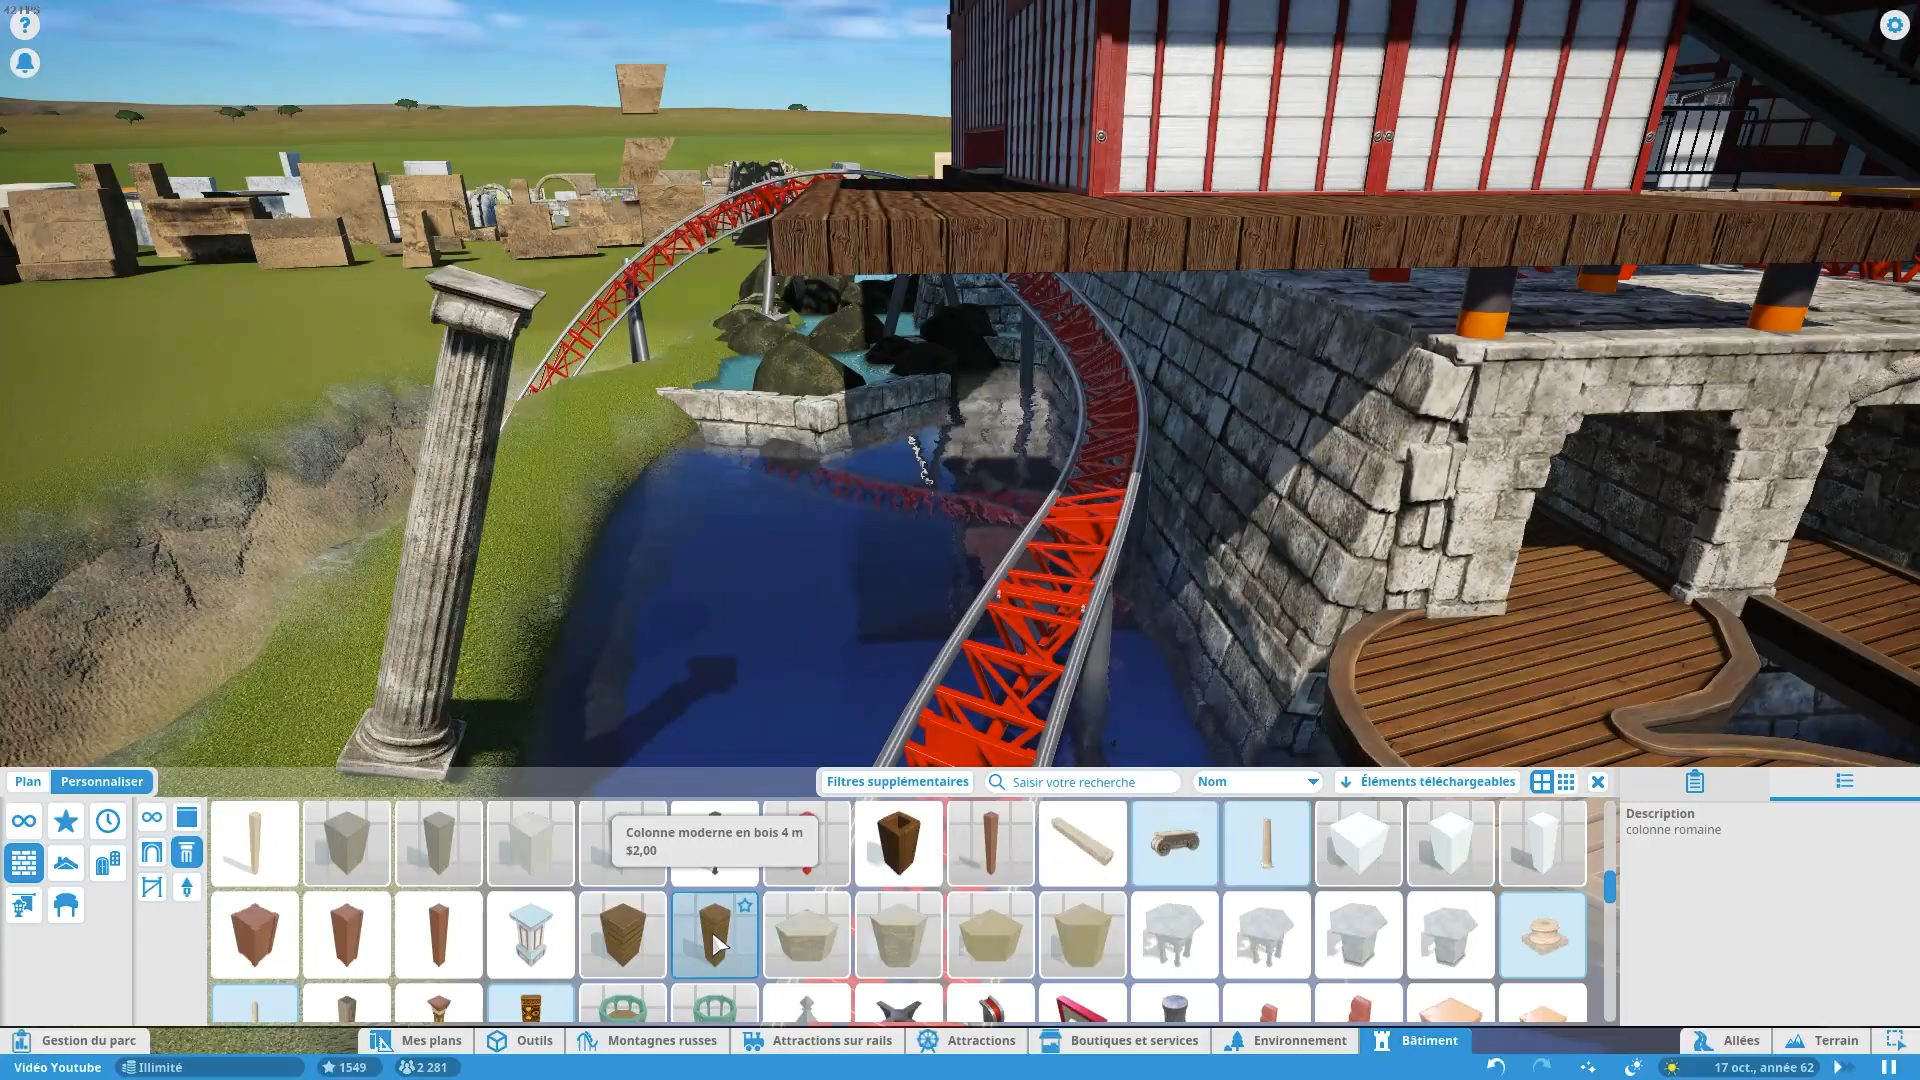 42 FPS
Plan
Personnaliser
Filtres supplémentaires
Saisir votre recherche
Nom
Éléments téléchargeables
Colonne moderne en bois 4 m
$2,00
Description
colonne romaine
Gestion du parc
Mes plans
Outils
Montagnes russes
Attractions sur rails
Attractions
Boutiques et services
Environnement
Bâtiment
Allées
Terrain
Vidéo Youtube
Illimité
1549
2 281
17 oct., année 62